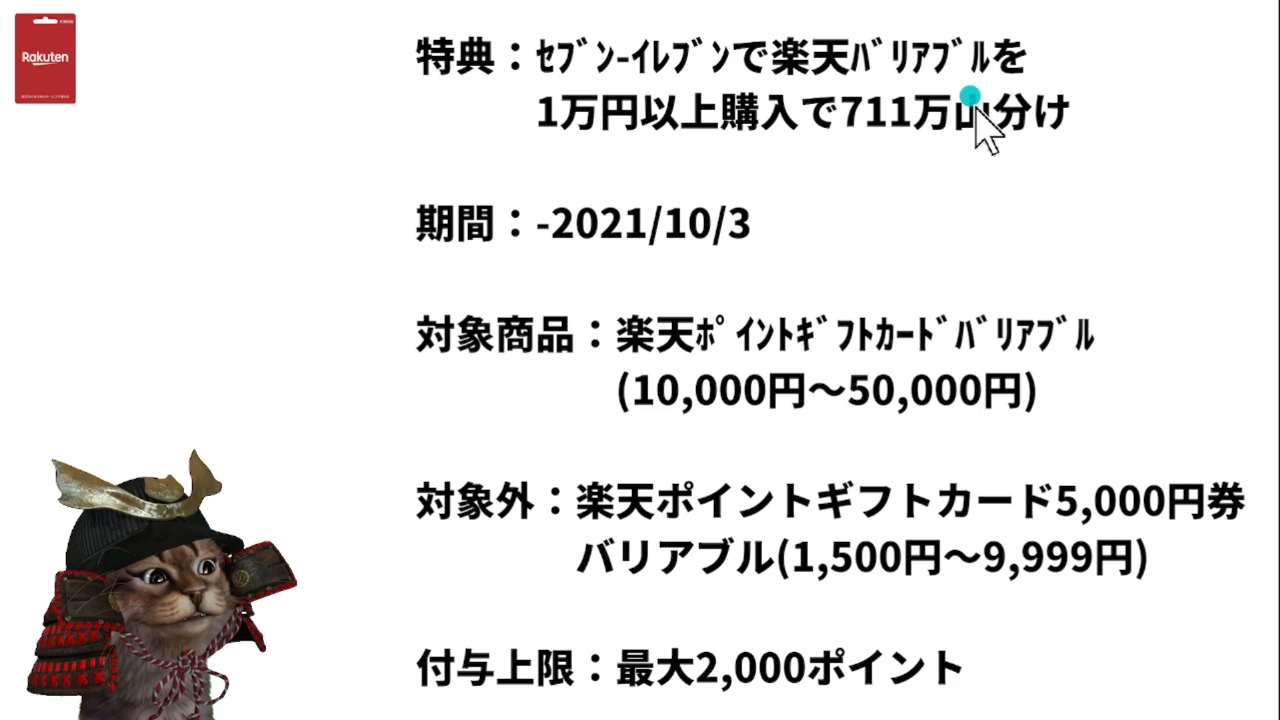 Rakuten
特典：ｾﾌﾞﾝ-ｲﾚﾌﾞﾝで楽天ﾊﾞﾘｱﾌﾞﾙを
1万円以上購入で711万山分け
期間：-2021/10/3
対象商品：楽天ﾎﾟｲﾝﾄｷﾞﾌﾄｶｰﾄﾞﾊﾞﾘｱﾌﾞﾙ
(10,000円～50,000円)
対象外：楽天ポイントギフトカード5,000円券
バリアブル(1,500円～9,999円)
付与上限：最大2,000ポイント